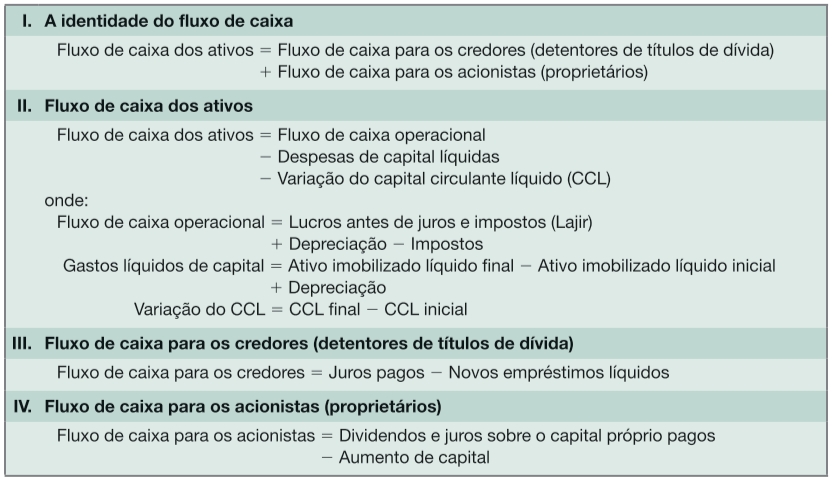 I. A identidade do fluxo de caixa
Fluxo de caixa dos ativos = Fluxo de caixa para os credores (detentores de títulos de dívida)
+ Fluxo de caixa para os acionistas (proprietários)
II. Fluxo de caixa dos ativos
Fluxo de caixa dos ativos = Fluxo de caixa operacional
− Despesas de capital líquidas
− Variação do capital circulante líquido (CCL)
onde:
Fluxo de caixa operacional = Lucros antes de juros e impostos (Lajir)
+ Depreciação − Impostos
Gastos líquidos de capital = Ativo imobilizado líquido final − Ativo imobilizado líquido inicial
+ Depreciação
Variação do CCL = CCL final − CCL inicial
III. Fluxo de caixa para os credores (detentores de títulos de dívida)
Fluxo de caixa para os credores = Juros pagos − Novos empréstimos líquidos
IV. Fluxo de caixa para os acionistas (proprietários)
Fluxo de caixa para os acionistas = Dividendos e juros sobre o capital próprio pagos
− Aumento de capital